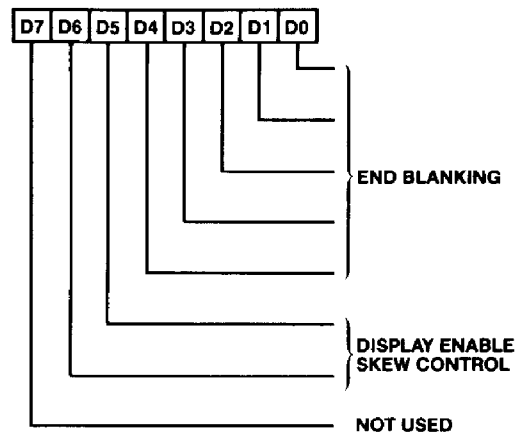 D7 D6 D5 D4 D3 D2 D1 D0
END BLANKING
DISPLAY ENABLE
SKEW CONTROL
NOT USED